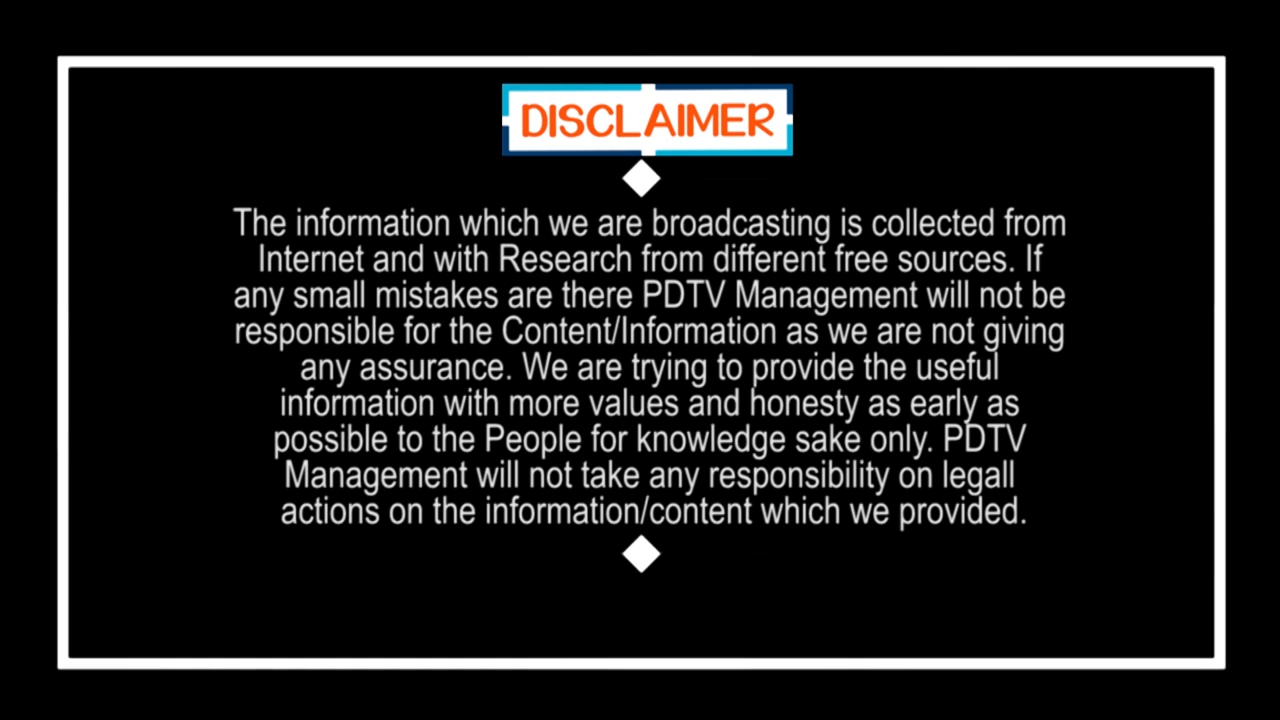 DISCLAIMER
The information which we are broadcasting is collected from
Internet and with Research from different free sources. If
any small mistakes are there PDTV Management will not be
responsible for the Content/Information as we are not giving
any assurance. We are trying to provide the useful
information with more values and honesty as early as
possible to the People for knowledge sake only. PDTV
Management will not take any responsibility on legall
actions on the information/content which we provided.